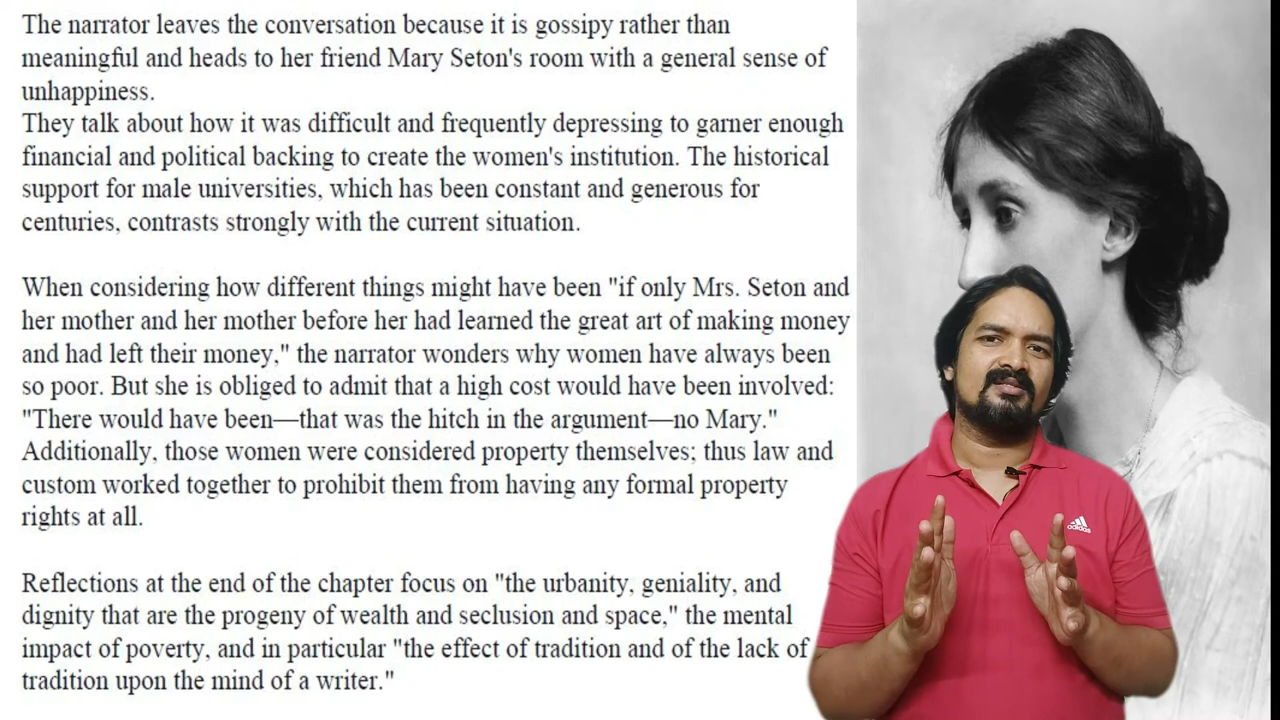 The narrator leaves the conversation because it is gossipy rather than
meaningful and heads to her friend Mary Seton's room with a general sense of
unhappiness.
They talk about how it was difficult and frequently depressing to garner enough
financial and political backing to create the women's institution. The historical
support for male universities, which has been constant and generous for
centuries, contrasts strongly with the current situation.
When considering how different things might have been "if only Mrs. Seton and
her mother and her mother before her had learned the great art of making money
and had left their money," the narrator wonders why women have always been
so poor. But she is obliged to admit that a high cost would have been involved:
"There would have been—that was the hitch in the argument—no Mary."
Additionally, those women were considered property themselves; thus law and
custom worked together to prohibit them from having any formal property
rights at all.
Reflections at the end of the chapter focus on "the urbanity, geniality, and
dignity that are the progeny of wealth and seclusion and space," the mental
impact of poverty, and in particular "the effect of tradition and of the lack of
tradition upon the mind of a writer."
adidas